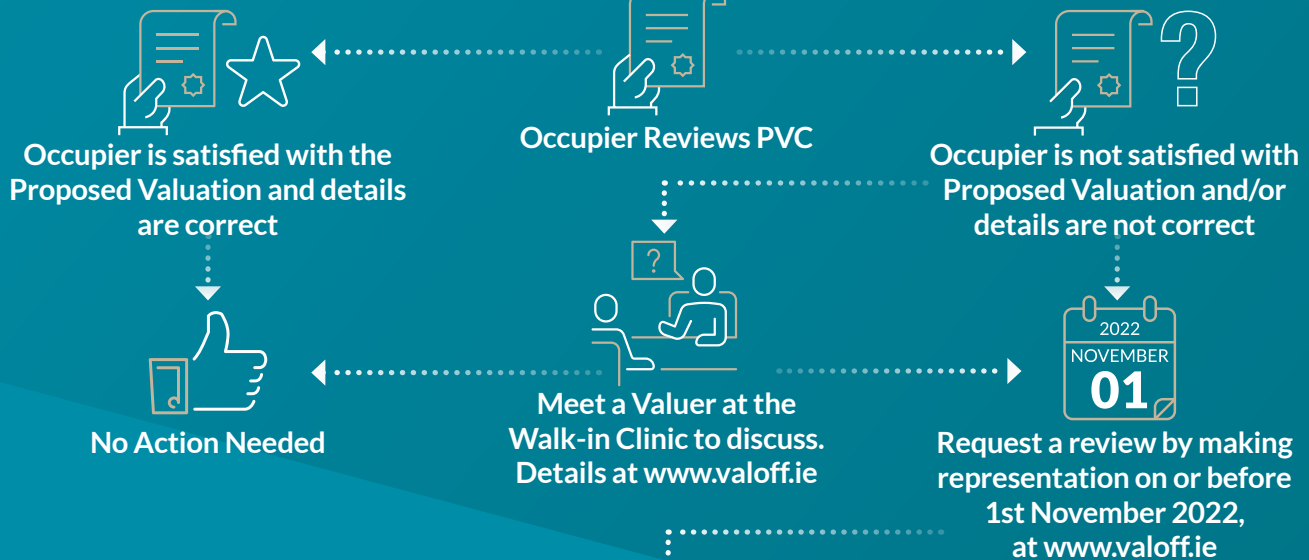 Occupier Reviews PVC
Occupier is satisfied with the
Proposed Valuation and details
are correct
Occupier is not satisfied with
Proposed Valuation and/or
details are not correct
?
No Action Needed
Meet a Valuer at the
Walk-in Clinic to discuss.
Details at www.valoff.ie
2022
NOVEMBER
01
Request a review by making
representation on or before
1st November 2022,
at www.valoff.ie